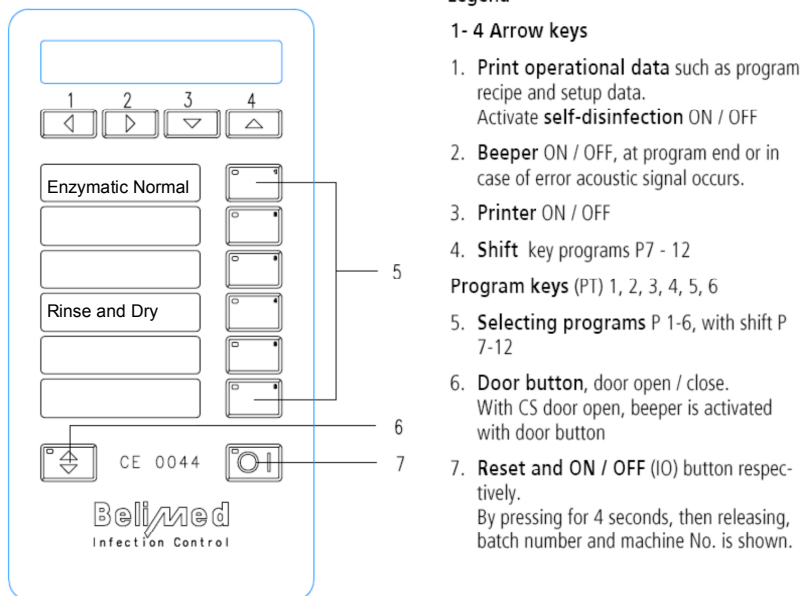 Legend
1- 4 Arrow keys
1. Print operational data such as program
recipe and setup data.
Activate self-disinfection ON / OFF
2. Beeper ON / OFF, at program end or in
case of error acoustic signal occurs.
3. Printer ON / OFF
4. Shift key programs P7 - 12
Program keys (PT) 1, 2, 3, 4, 5, 6
5. Selecting programs P 1-6, with shift P
7-12
6. Door button, door open / close.
With CS door open, beeper is activated
with door button
7. Reset and ON / OFF (IO) button respec-
tively.
By pressing for 4 seconds, then releasing,
batch number and machine No. is shown.
1 2 3 4
Enzymatic Normal
Rinse and Dry
5
6
7
CE 0044
Belimed
Infection Control